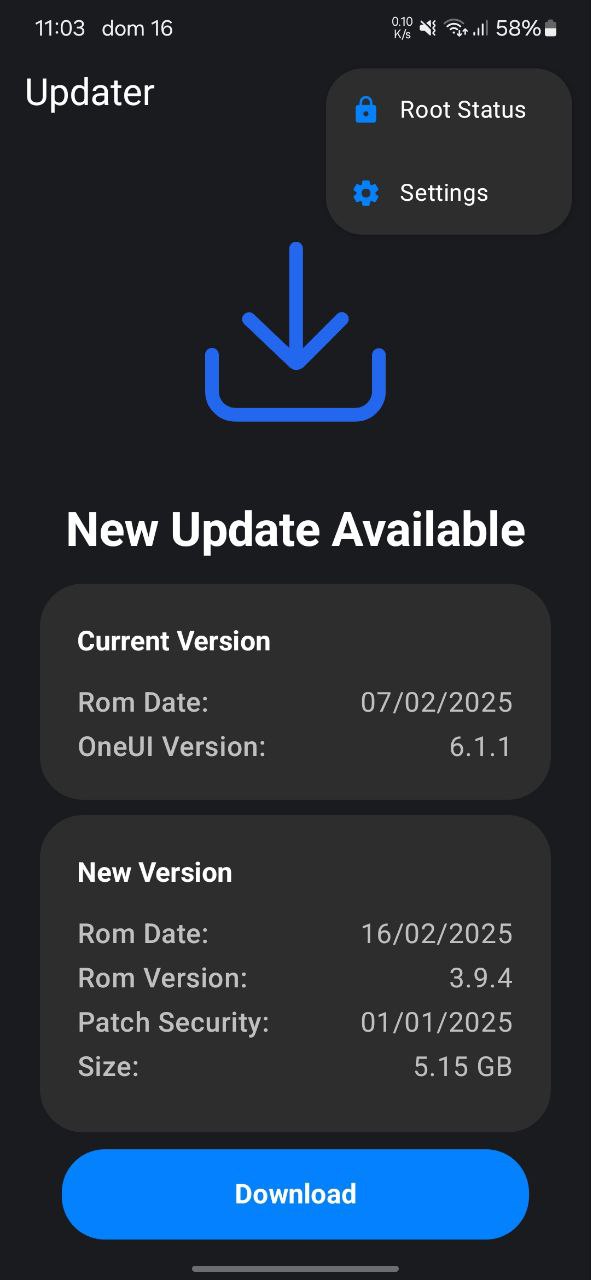 11:03 dom 16 0.10 K/s 58%
Updater
Root Status
Settings
New Update Available
Current Version
Rom Date: 07/02/2025
OneUI Version: 6.1.1
New Version
Rom Date: 16/02/2025
Rom Version: 3.9.4
Patch Security: 01/01/2025
Size: 5.15 GB
Download